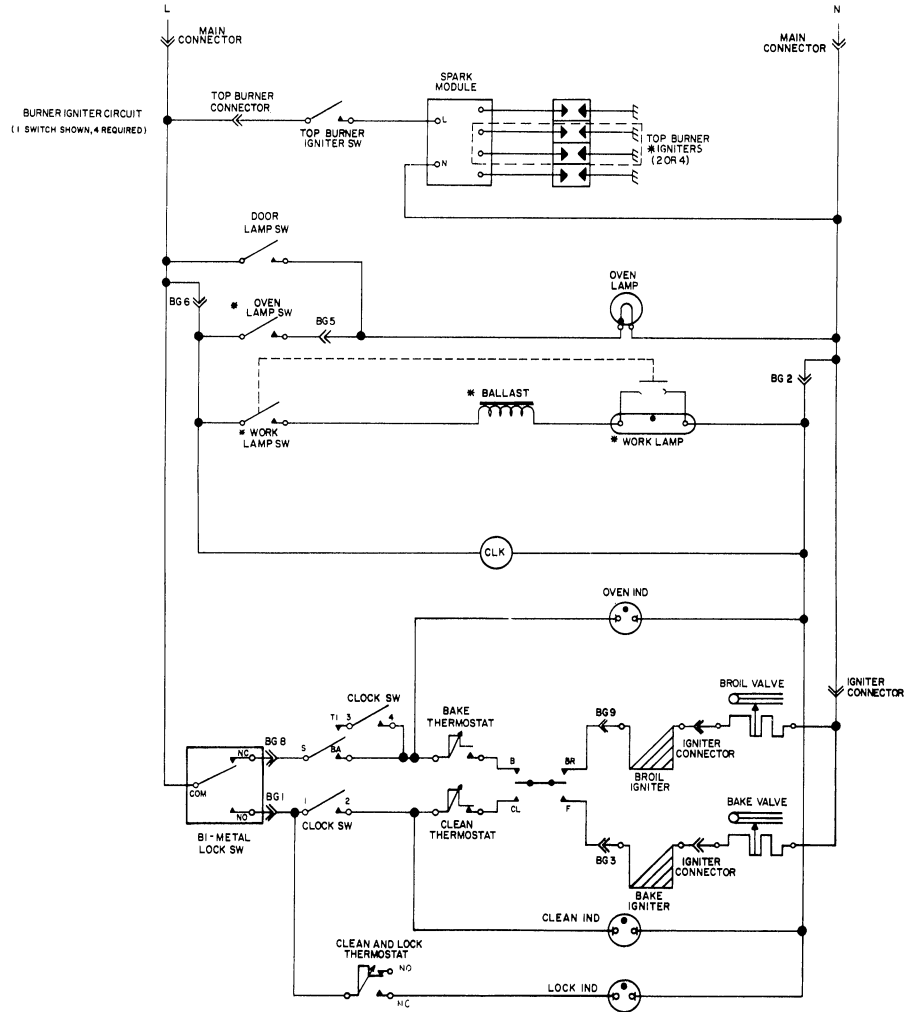 L
N
MAIN
CONNECTOR
MAIN
CONNECTOR
SPARK
MODULE
TOP BURNER
CONNECTOR
BURNER IGNITER CIRCUIT
(1 SWITCH SHOWN, 4 REQUIRED)
L
TOP BURNER
IGNITER SW
TOP BURNER
* IGNITERS
(2 OR 4)
N
DOOR
LAMP SW
OVEN
LAMP
BG6
* OVEN
LAMP SW
BG5
BG 2
* BALLAST
* WORK
LAMP SW
* WORK LAMP
CLK
OVEN IND
BROIL VALVE
IGNITER
CONNECTOR
CLOCK SW
T1 3
4
BAKE
THERMOSTAT
BG9
BG 8
S
BA
NC
B
BR
IGNITER
CONNECTOR
BROIL
IGNITER
COM
BG1
1
2
CL
F
BAKE VALVE
NO
CLOCK SW
CLEAN
THERMOSTAT
BI-METAL
LOCK SW
BG 3
IGNITER
CONNECTOR
BAKE
IGNITER
CLEAN IND
CLEAN AND LOCK
THERMOSTAT
NO
LOCK IND
NC